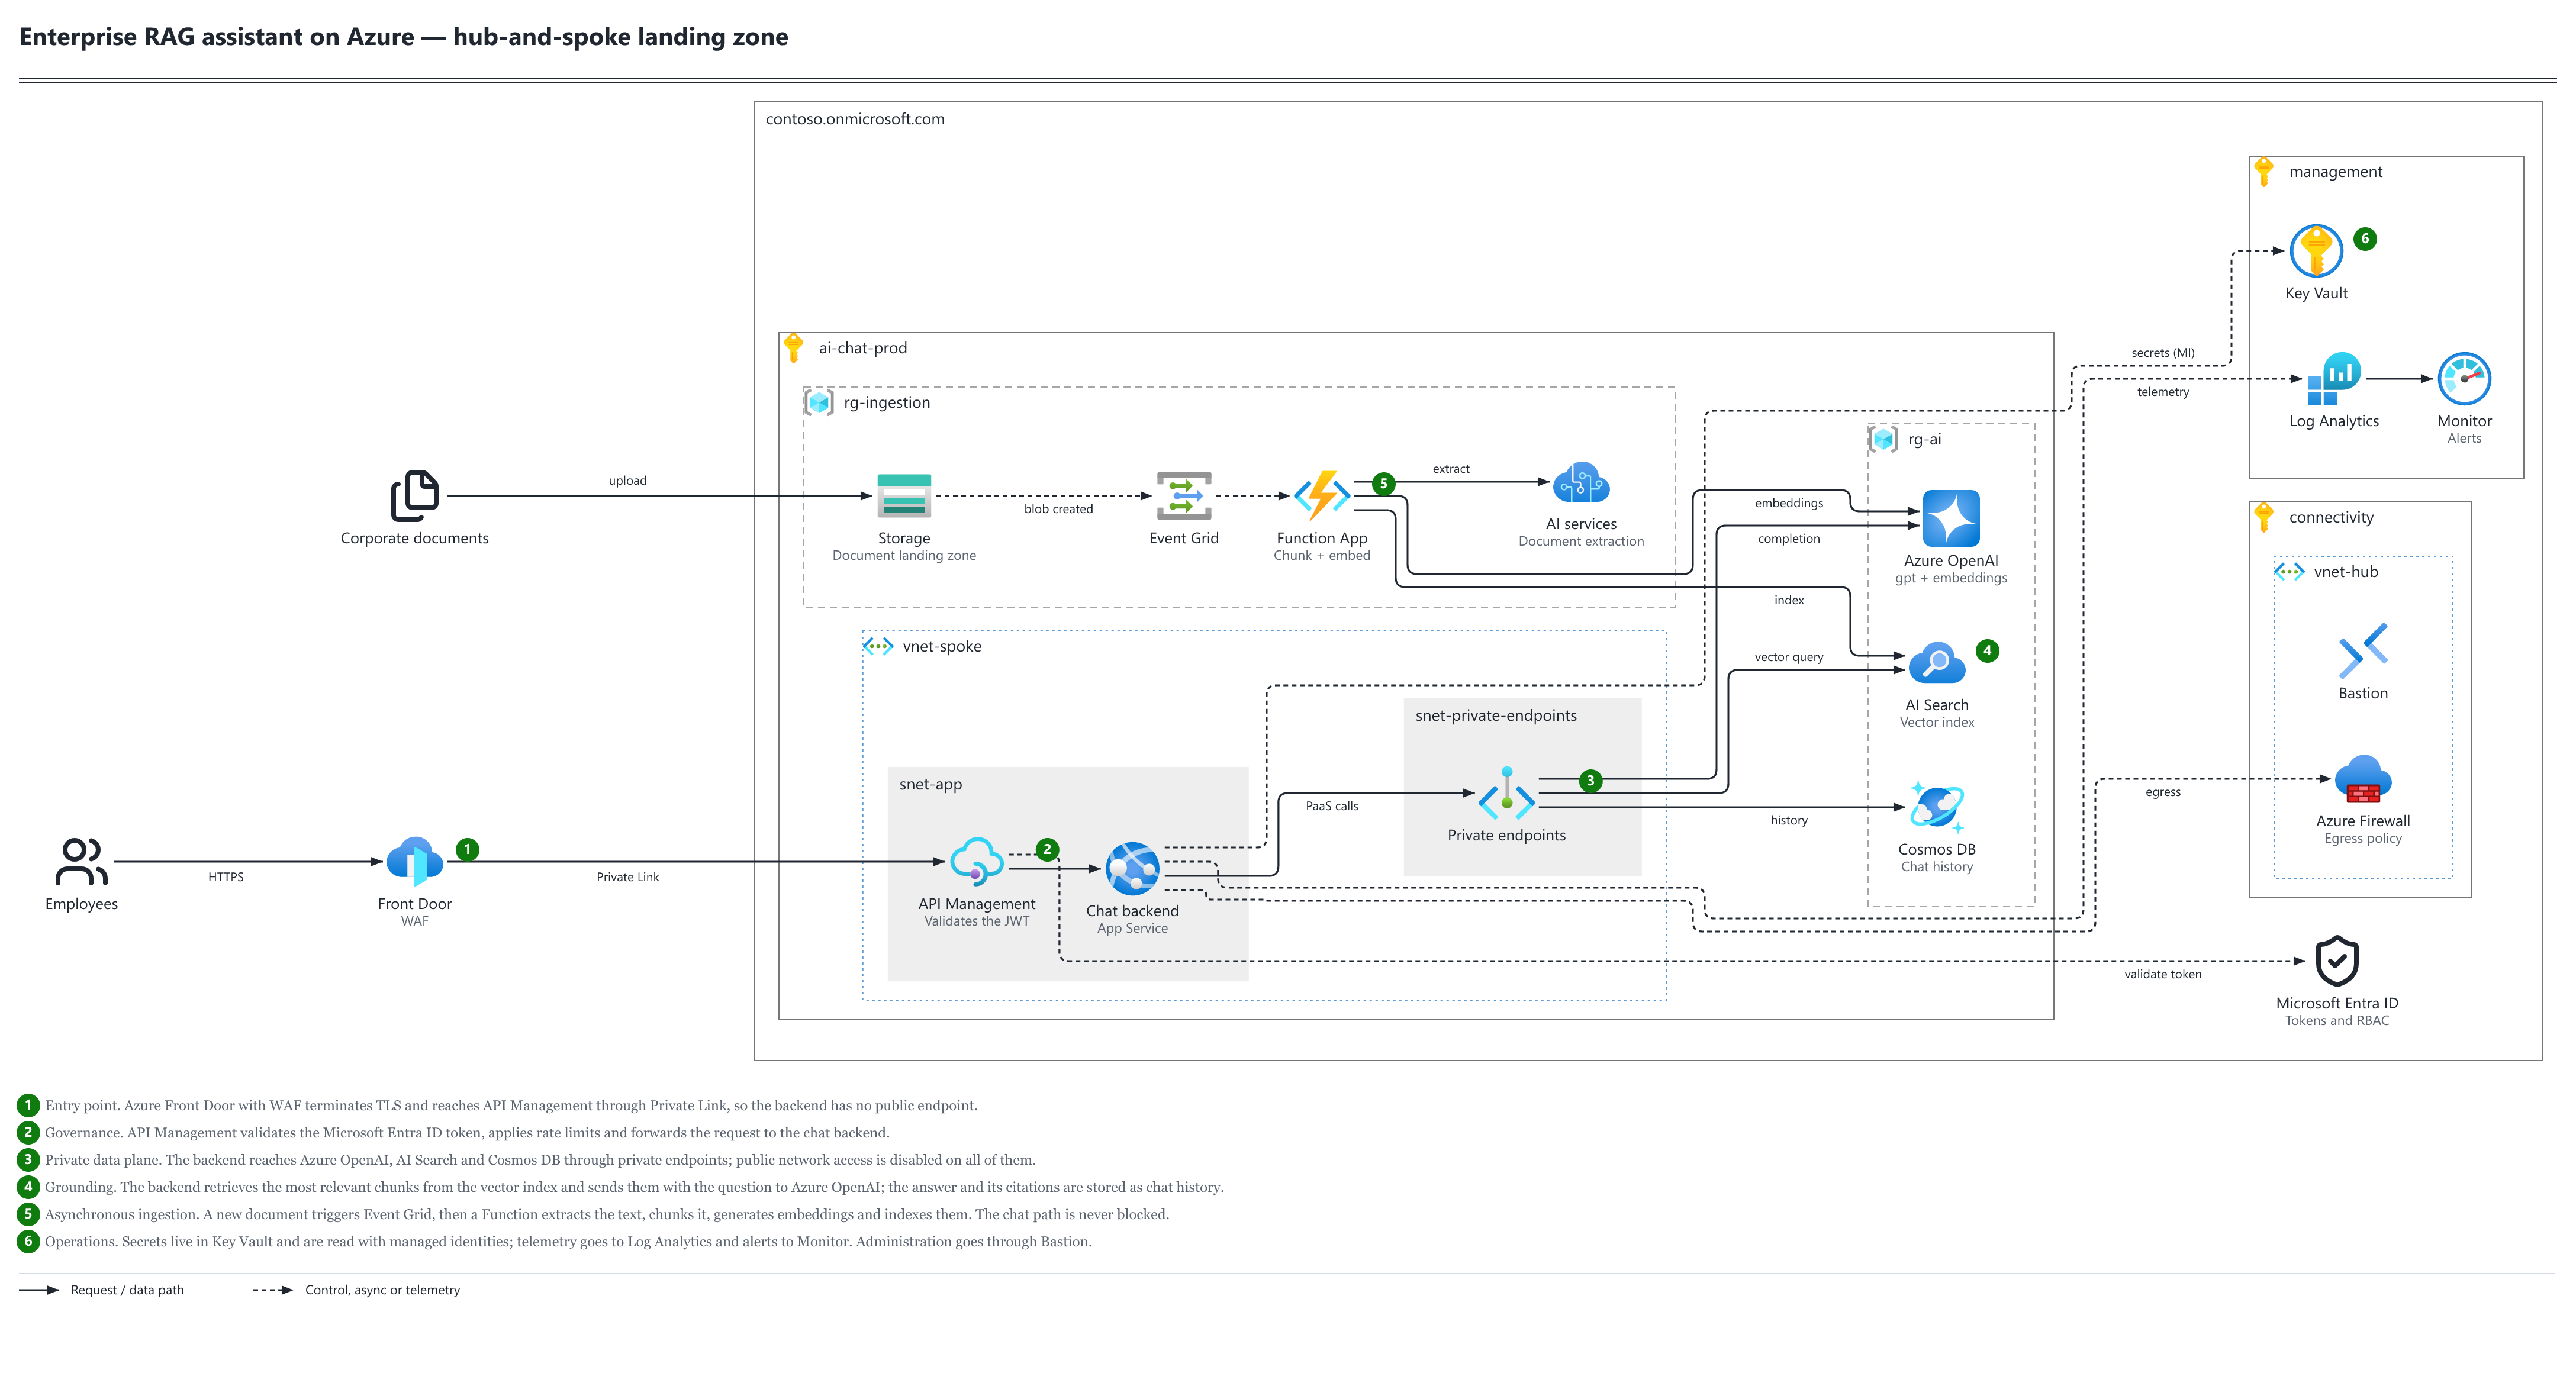 Enterprise RAG assistant on Azure — hub-and-spoke landing zone
contoso.onmicrosoft.com
management
6
Key Vault
secrets (MI)
telemetry
Log Analytics
Monitor
Alerts
ai-chat-prod
rg-ingestion
rg-ai
Corporate documents
upload
Storage
Document landing zone
blob created
Event Grid
Function App
Chunk + embed
5
extract
AI services
Document extraction
embeddings
completion
Azure OpenAI
gpt + embeddings
index
connectivity
vnet-hub
Bastion
vnet-spoke
vector query
4
AI Search
Vector index
snet-private-endpoints
snet-app
PaaS calls
3
Private endpoints
history
Cosmos DB
Chat history
egress
Azure Firewall
Egress policy
Employees
HTTPS
Front Door
WAF
1
Private Link
API Management
Validates the JWT
2
Chat backend
App Service
validate token
Microsoft Entra ID
Tokens and RBAC
1 Entry point. Azure Front Door with WAF terminates TLS and reaches API Management through Private Link, so the backend has no public endpoint.
2 Governance. API Management validates the Microsoft Entra ID token, applies rate limits and forwards the request to the chat backend.
3 Private data plane. The backend reaches Azure OpenAI, AI Search and Cosmos DB through private endpoints; public network access is disabled on all of them.
4 Grounding. The backend retrieves the most relevant chunks from the vector index and sends them with the question to Azure OpenAI; the answer and its citations are stored as chat history.
5 Asynchronous ingestion. A new document triggers Event Grid, then a Function extracts the text, chunks it, generates embeddings and indexes them. The chat path is never blocked.
6 Operations. Secrets live in Key Vault and are read with managed identities; telemetry goes to Log Analytics and alerts to Monitor. Administration goes through Bastion.
Request / data path
Control, async or telemetry